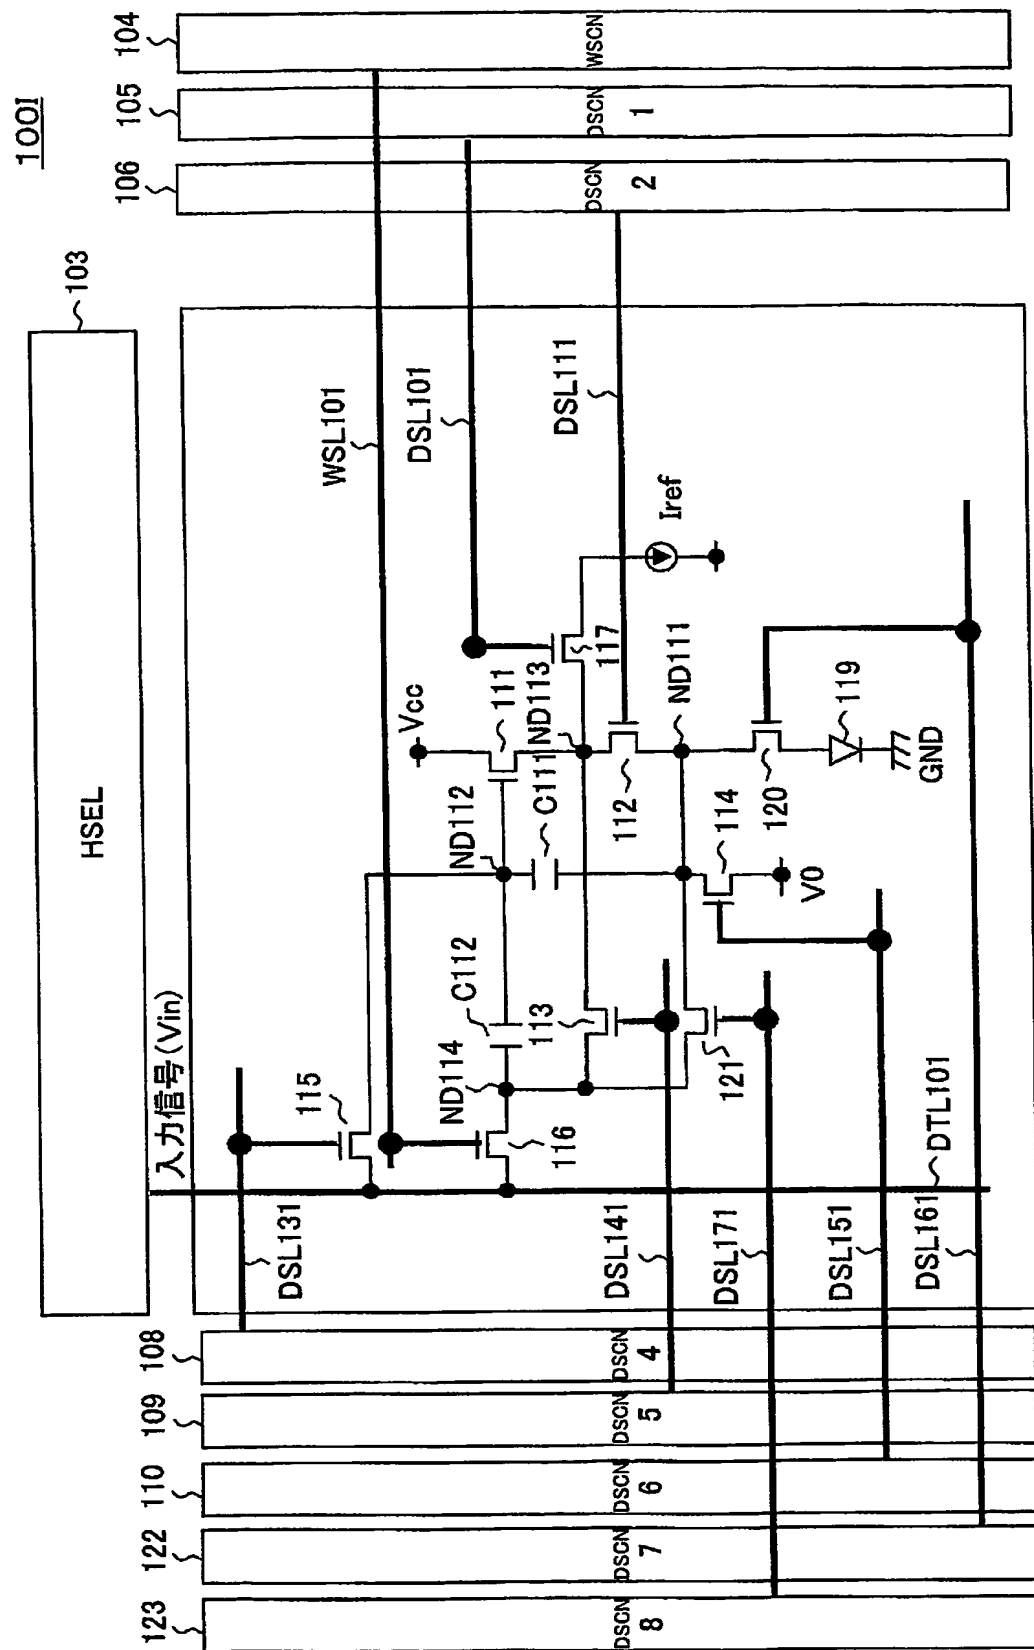 100I
HSEL
103
入力信号(Vin)
104
WSCN
105
DSCN
1
106
DSCN
2
WSL101
DSL101
DSL111
DSL131
115
116
ND114
C112
ND112
C111
Vcc
111
ND113
117
Iref
113
112
ND111
121
114
V0
120
119
GND
DSL141
DSL171
DSL151
DSL161
DTL101
108
DSCN
4
109
DSCN
5
110
DSCN
6
122
DSCN
7
123
DSCN
8